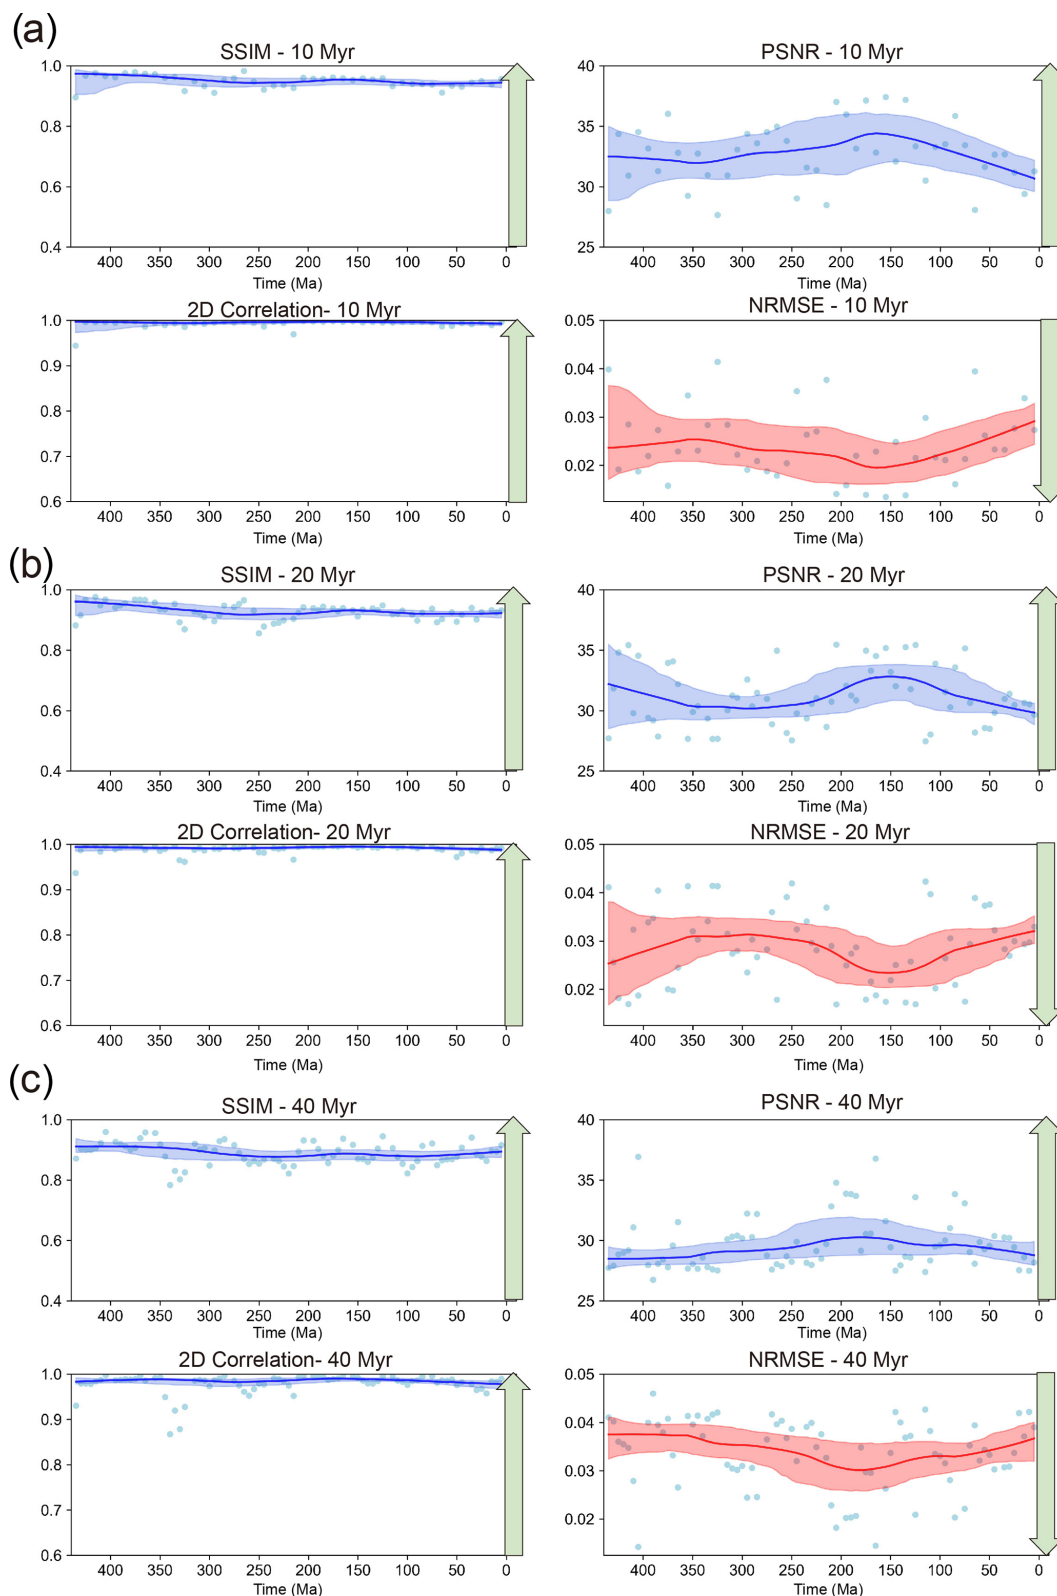 (a)
SSIM - 10 Myr
1.0
0.8
0.6
0.4
400 350 300 250 200 150 100 50 0
Time (Ma)
PSNR - 10 Myr
40
35
30
25
400 350 300 250 200 150 100 50 0
Time (Ma)
2D Correlation- 10 Myr
1.0
0.9
0.8
0.7
0.6
400 350 300 250 200 150 100 50 0
Time (Ma)
NRMSE - 10 Myr
0.05
0.04
0.03
0.02
400 350 300 250 200 150 100 50 0
Time (Ma)
(b)
SSIM - 20 Myr
1.0
0.8
0.6
0.4
400 350 300 250 200 150 100 50 0
Time (Ma)
PSNR - 20 Myr
40
35
30
25
400 350 300 250 200 150 100 50 0
Time (Ma)
2D Correlation- 20 Myr
1.0
0.9
0.8
0.7
0.6
400 350 300 250 200 150 100 50 0
Time (Ma)
NRMSE - 20 Myr
0.05
0.04
0.03
0.02
400 350 300 250 200 150 100 50 0
Time (Ma)
(c)
SSIM - 40 Myr
1.0
0.8
0.6
0.4
400 350 300 250 200 150 100 50 0
Time (Ma)
PSNR - 40 Myr
40
35
30
25
400 350 300 250 200 150 100 50 0
Time (Ma)
2D Correlation- 40 Myr
1.0
0.9
0.8
0.7
0.6
400 350 300 250 200 150 100 50 0
Time (Ma)
NRMSE - 40 Myr
0.05
0.04
0.03
0.02
400 350 300 250 200 150 100 50 0
Time (Ma)